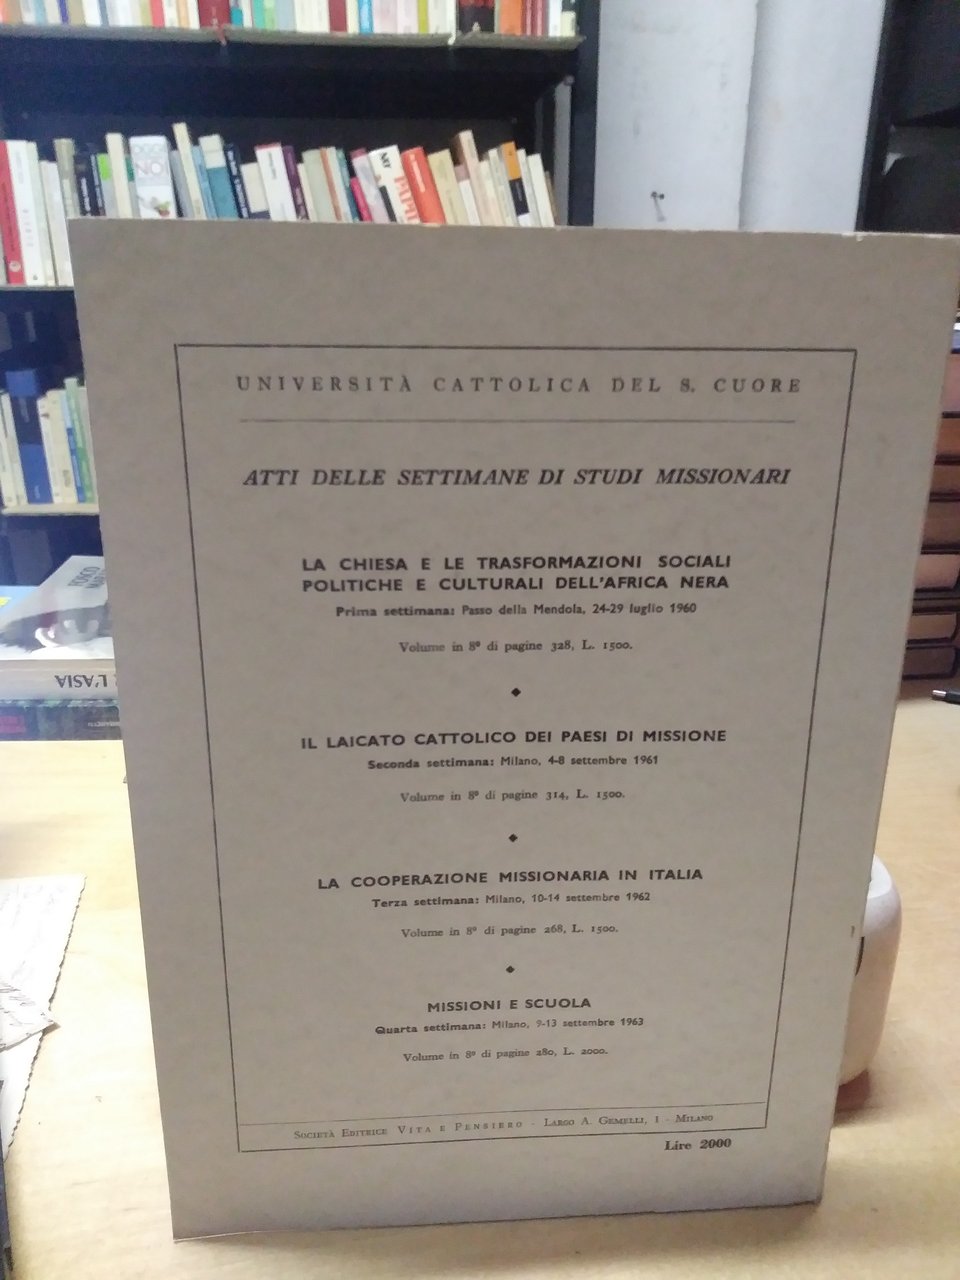 UNIVERSITÀ CATTOLICA DEL S. CUORE
ATTI DELLE SETTIMANE DI STUDI MISSIONARI
LA CHIESA E LE TRASFORMAZIONI SOCIALI
POLITICHE E CULTURALI DELL'AFRICA NERA
Prima settimana: Passo della Mendola, 24-29 luglio 1960
Volume in 8º di pagine 328, L. 1500.
IL LAICATO CATTOLICO DEI PAESI DI MISSIONE
Seconda settimana: Milano, 4-8 settembre 1961
Volume in 8º di pagine 314, L. 1500.
LA COOPERAZIONE MISSIONARIA IN ITALIA
Terza settimana: Milano, 10-14 settembre 1962
Volume in 8º di pagine 268, L. 1500.
MISSIONI E SCUOLA
Quarta settimana: Milano, 9-13 settembre 1963
Volume in 8º di pagine 280, L. 2000.
SOCIETÀ EDITRICE VITA E PENSIERO - LARGO A. GEMELLI, 1 - MILANO
Lire 2000
L'ASIA